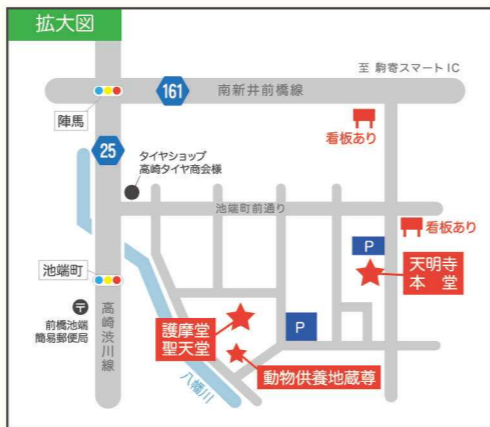 拡大図
至 駒寄スマートIC
161
南新井前橋線
陣馬
看板あり
25
タイヤショップ
高崎タイヤ商会様
池端町前通り
看板あり
P
池端町
天明寺
本堂
〒
前橋池端
簡易郵便局
高崎渋川線
護摩堂
聖天堂
P
動物供養地蔵尊
八幡川